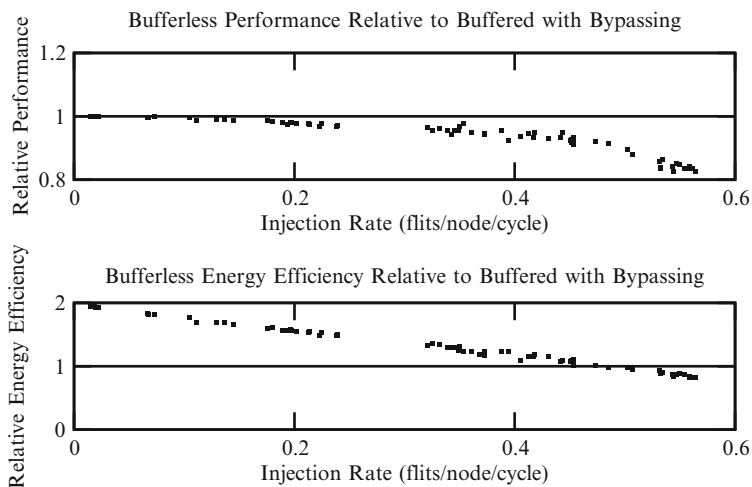 Bufferless Performance Relative to Buffered with Bypassing
Relative Performance
1.2
1
0.8
0
0.2
0.4
0.6
Injection Rate (flits/node/cycle)
Bufferless Energy Efficiency Relative to Buffered with Bypassing
Relative Energy Efficiency
2
1
0
0
0.2
0.4
0.6
Injection Rate (flits/node/cycle)